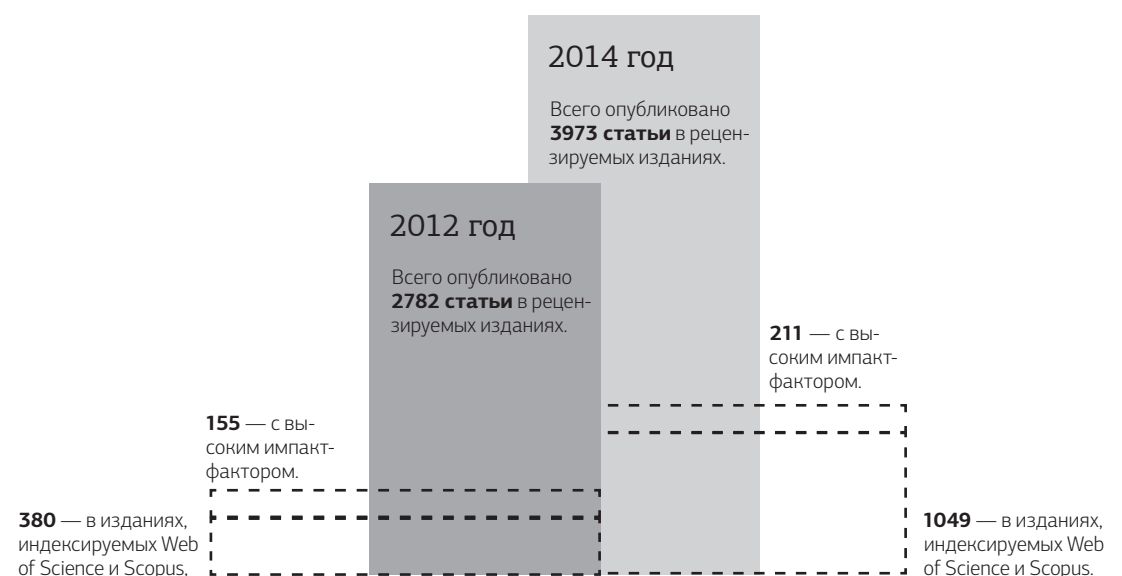 2014 год
Всего опубликовано
3973 статьи в рецен-
зируемых изданиях.
2012 год
Всего опубликовано
2782 статьи в рецен-
зируемых изданиях.
211 — с вы-
соким импакт-
фактором.
155 — с вы-
соким импакт-
фактором.
380 — в изданиях,
индексируемых Web
of Science и Scopus,
1049 — в изданиях,
индексируемых Web
of Science и Scopus.